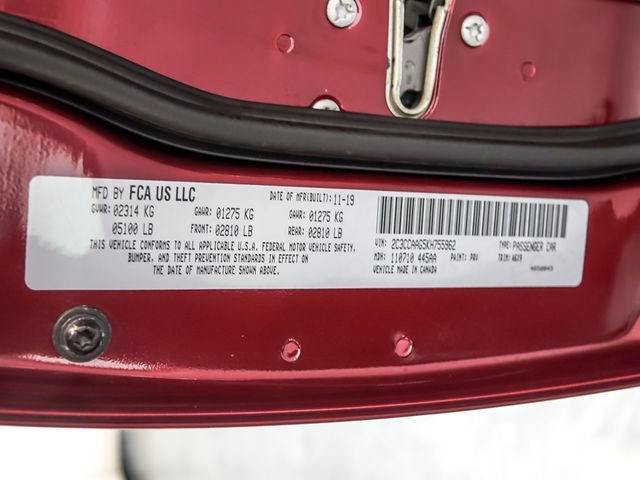 MFD BY FCA US LLC DATE OF MFR(BUILT): 11-19
GVWR: 02314 KG GAWR: 01275 KG GAWR: 01275 KG
05100 LB FRONT: 02810 LB REAR: 02810 LB
THIS VEHICLE CONFORMS TO ALL APPLICABLE U.S.A. FEDERAL MOTOR VEHICLE SAFETY,
BUMPER, AND THEFT PREVENTION STANDARDS IN EFFECT ON
THE DATE OF MANUFACTURE SHOWN ABOVE.
VIN: 2C3CCAAG5KH755962 TYPE: PASSENGER CAR
MDH: 110710 445AA PAINT: PRV TRIM: A6X9
VEHICLE MADE IN CANADA